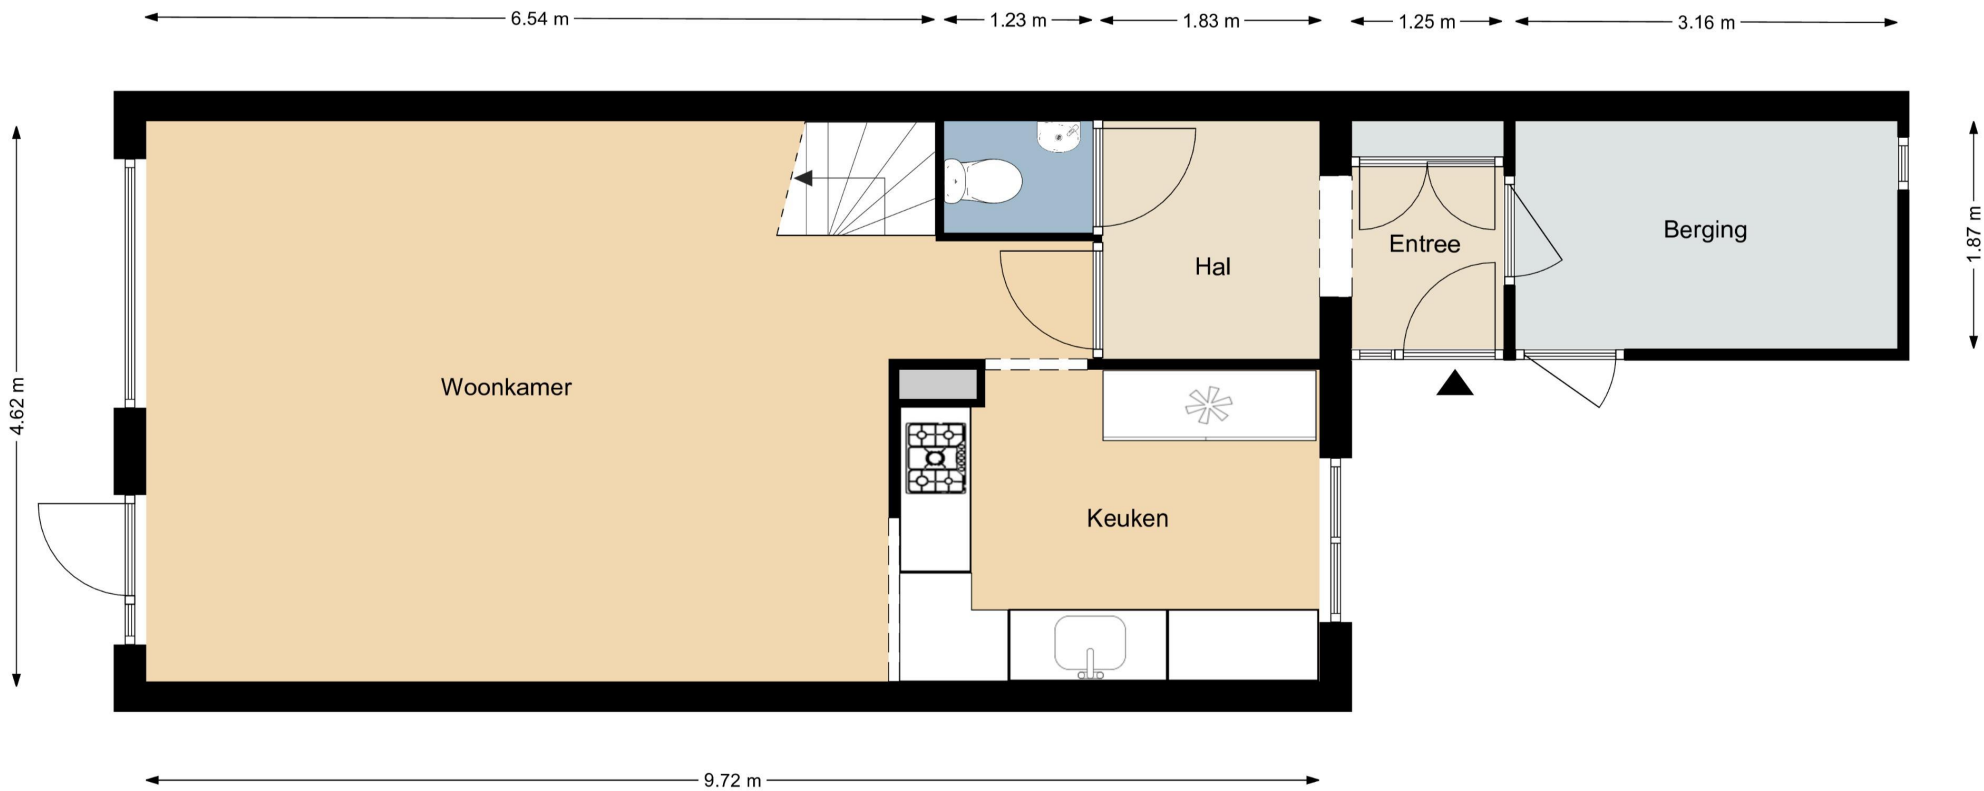 6.54 m
1.23 m
1.83 m
1.25 m
3.16 m
Berging
Entree
1.87 m
Hal
Woonkamer
4.62 m
Keuken
9.72 m